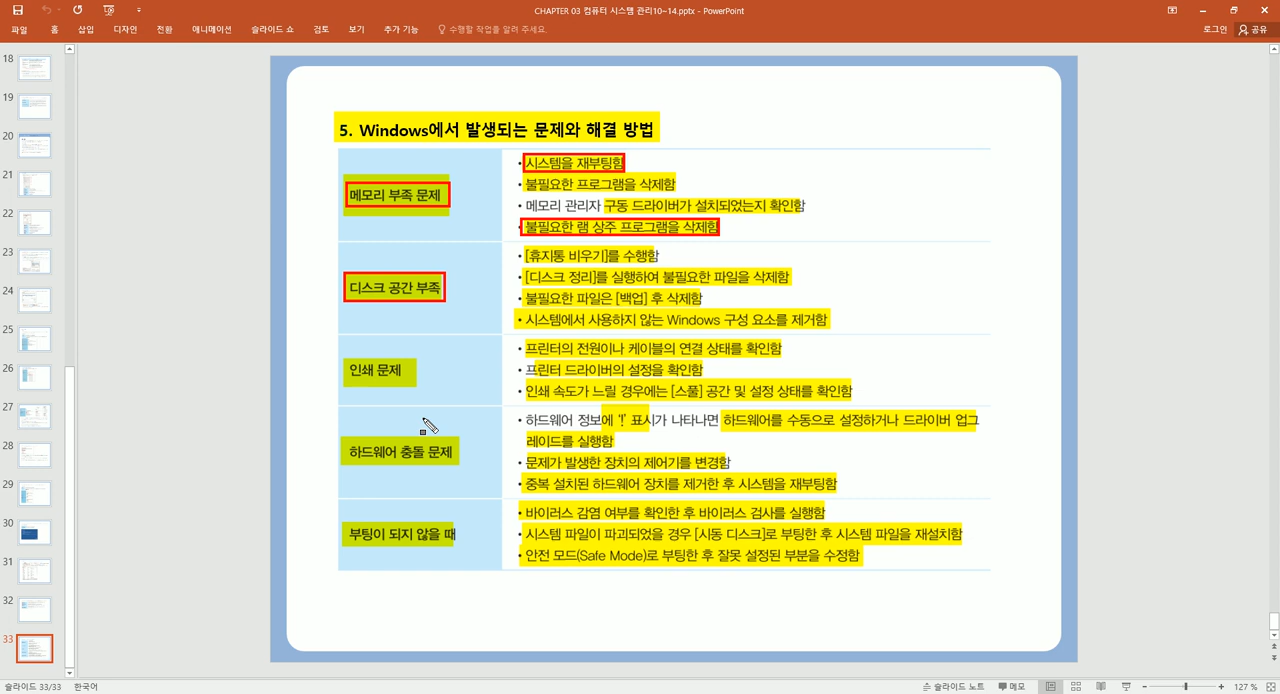 CHAPTER 03 컴퓨터 시스템 관리10~14.pptx - PowerPoint
파일 홈 삽입 디자인 전환 애니메이션 슬라이드 쇼 검토 보기 추가 기능 수행할 작업을 알려 주세요. 로그인 공유
18
19
20
21
22
23
24
25
26
27
28
29
30
31
32
33
5. Windows에서 발생되는 문제와 해결 방법
메모리 부족 문제
• 시스템을 재부팅함
• 불필요한 프로그램을 삭제함
• 메모리 관리자 구동 드라이버가 설치되었는지 확인함
• 불필요한 램 상주 프로그램을 삭제함
디스크 공간 부족
• [휴지통 비우기]를 수행함
• [디스크 정리]를 실행하여 불필요한 파일을 삭제함
• 불필요한 파일은 [백업] 후 삭제함
• 시스템에서 사용하지 않는 Windows 구성 요소를 제거함
인쇄 문제
• 프린터의 전원이나 케이블의 연결 상태를 확인함
• 프린터 드라이버의 설정을 확인함
• 인쇄 속도가 느릴 경우에는 [스풀] 공간 및 설정 상태를 확인함
하드웨어 충돌 문제
• 하드웨어 정보에 '!' 표시가 나타나면 하드웨어를 수동으로 설정하거나 드라이버 업그
레이드를 실행함
• 문제가 발생한 장치의 제어기를 변경함
• 중복 설치된 하드웨어 장치를 제거한 후 시스템을 재부팅함
부팅이 되지 않을 때
• 바이러스 감염 여부를 확인한 후 바이러스 검사를 실행함
• 시스템 파일이 파괴되었을 경우 [시동 디스크]로 부팅한 후 시스템 파일을 재설치함
• 안전 모드(Safe Mode)로 부팅한 후 잘못 설정된 부분을 수정함
슬라이드 33/33 한국어 슬라이드 노트 메모 127 %